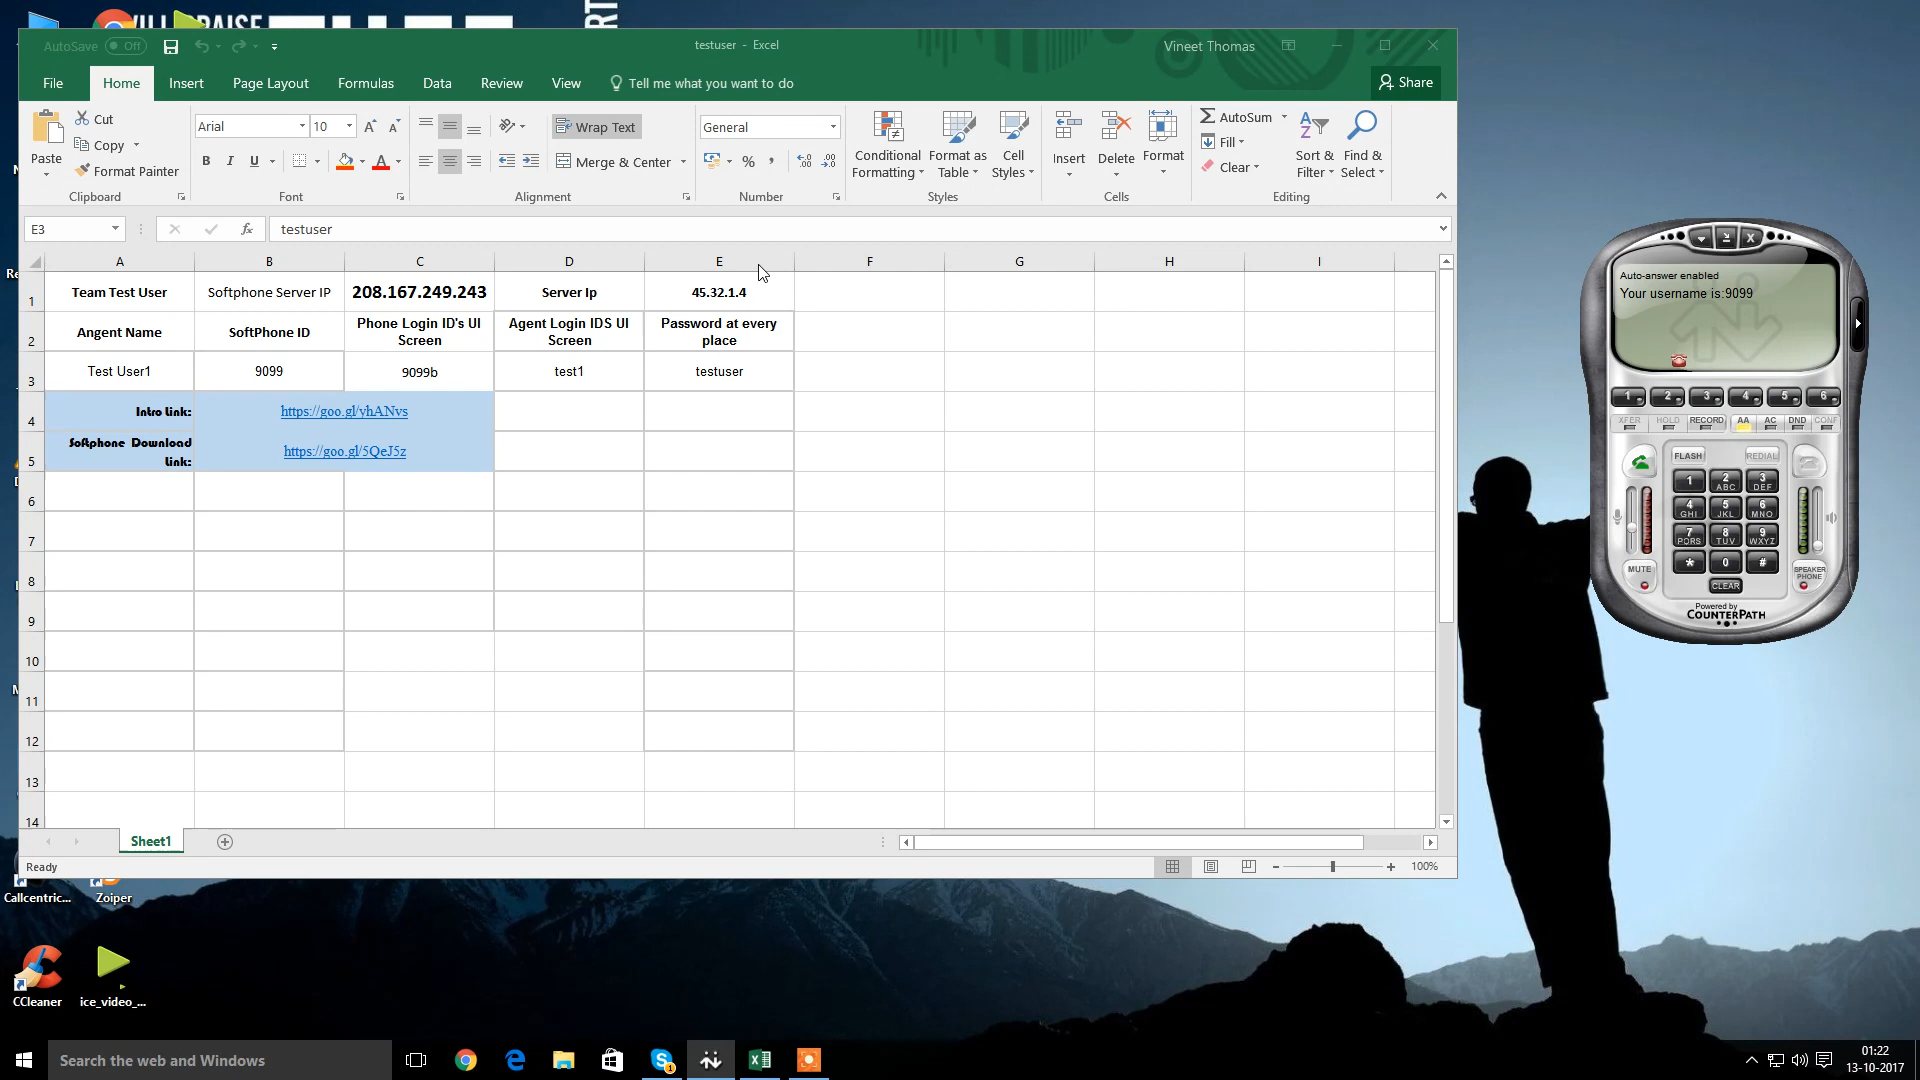 AutoSave Off
testuser - Excel
Vineet Thomas
File Home Insert Page Layout Formulas Data Review View Tell me what you want to do
Share
Paste
Cut
Copy
Format Painter
Clipboard
Arial 10
B I U
Font
Wrap Text
Merge & Center
Alignment
General
%
Number
Conditional Formatting
Format as Table
Cell Styles
Styles
Insert Delete Format
Cells
AutoSum
Fill
Clear
Sort & Filter
Find & Select
Editing
E3 fx testuser
A B C D E F G H I
1 Team Test User Softphone Server IP 208.167.249.243 Server Ip 45.32.1.4
2 Angent Name SoftPhone ID Phone Login ID's UI Screen Agent Login IDS UI Screen Password at every place
3 Test User1 9099 9099b test1 testuser
4 Intro Link: https://goo.gl/yhANvs
5 Softphone Download Link: https://goo.gl/5QeJ5z
6
7
8
9
10
11
12
13
14
Sheet1
Ready
100%
Auto-answer enabled
Your username is:9099
1 2 3 4 5 6
XFER HOLD RECORD AA AC DND CONF
FLASH REDIAL
1 2 ABC 3 DEF
4 GHI 5 JKL 6 MNO
7 PQRS 8 TUV 9 WXYZ
* 0 #
MUTE
SPEAKER PHONE
CLEAR
Powered by
COUNTERPATH
Callcentric...
Zoiper
CCleaner
ice_video_...
Search the web and Windows
01:22
13-10-2017